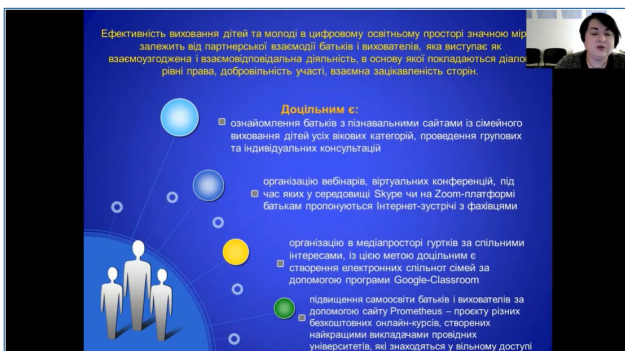 Ефективність виховання дітей та молоді в цифровому освітньому просторі значною
залежить від партнерської взаємодії батьків і вихователів, яка виступає як
взаємоузгоджена і взаємовідповідальна діяльність, в основу якої покладаються
рівні права, добровільність участі, взаємна зацікавленість сторін.
Доцільним є:
ознайомлення батьків з пізнавальними сайтами із сімейного
виховання дітей усіх вікових категорій, проведення групових
та індивідуальних консультацій
організацію вебінарів, віртуальних конференцій, під
час яких у середовищі Skype чи на Zoom-платформі
батькам пропонуються Інтернет-зустрічі з фахівцями
організацію в медіапросторі гуртків за спільними
інтересами, із цією метою доцільним є
створення електронних спільнот сімей за
допомогою програми Google-Classroom
підвищення самоосвіти батьків і вихователів за
допомогою сайту Prometheus – проєкту різних
безкоштовних онлайн-курсів, створених
найкращими викладачами провідних
університетів, які знаходяться у вільному доступі